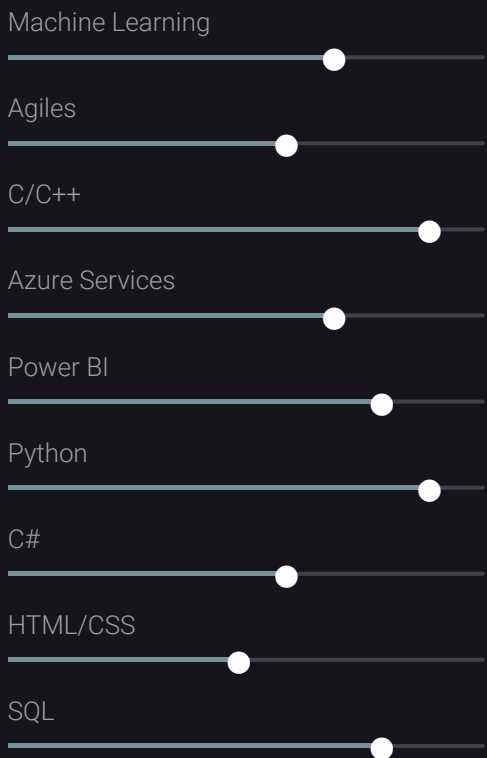 Machine Learning
Agiles
C/C++
Azure Services
Power BI
Python
C#
HTML/CSS
SQL